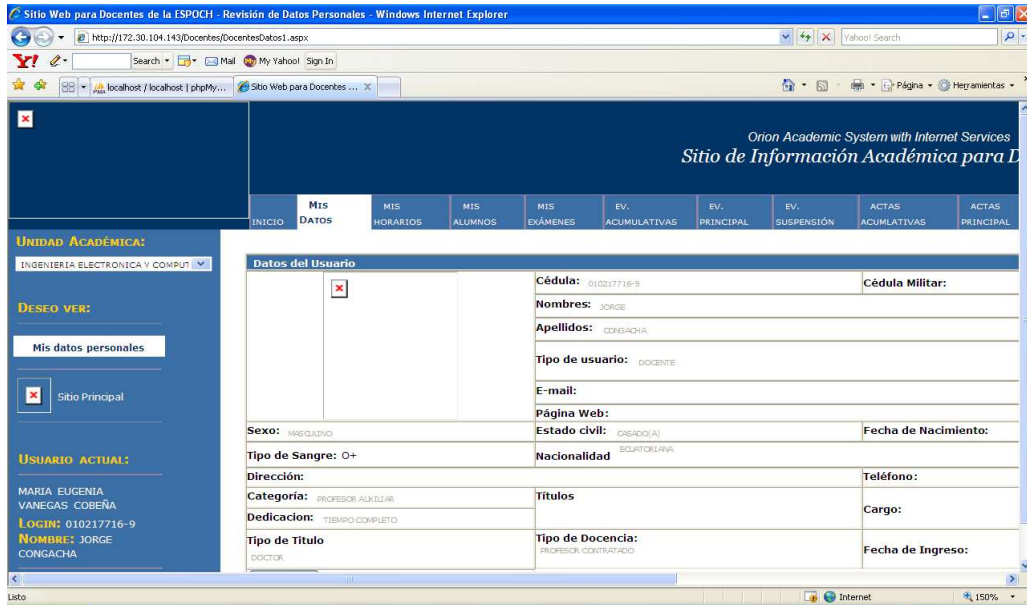 Sitio Web para Docentes de la ESPOCH - Revisión de Datos Personales - Windows Internet Explorer
http://172.30.104.143/Docentes/DocentesDatos1.aspx
Yahoo! Search
Y! Search Mail My Yahoo! Sign In
localhost / localhost | phpMy... Sitio Web para Docentes ... X
Página Herramientas
Orion Academic System with Internet Services
Sitio de Información Académica para D
INICIO
MIS DATOS
MIS HORARIOS
MIS ALUMNOS
MIS EXÁMENES
EV. ACUMULATIVAS
EV. PRINCIPAL
EV. SUSPENSIÓN
ACTAS ACUMLATIVAS
ACTAS PRINCIPAL
UNIDAD ACADÉMICA:
INGENIERIA ELECTRONICA Y COMPUT
DESEO VER:
Mis datos personales
Sitio Principal
USUARIO ACTUAL:
MARIA EUGENIA
VANEGAS COBEÑA
LOGIN: 010217716-9
NOMBRE: JORGE
CONGACHA
Datos del Usuario
Cédula: 010217716-9 Cédula Militar:
Nombres: JORGE
Apellidos: CONGACHA
Tipo de usuario: DOCENTE
E-mail:
Página Web:
Sexo: MASCULINO Estado civil: CASADO(A) Fecha de Nacimiento:
Tipo de Sangre: O+ Nacionalidad ECUATORIANA
Dirección: Teléfono:
Categoría: PROFESOR AUXILIAR Títulos
Cargo:
Dedicacion: TIEMPO COMPLETO
Tipo de Titulo Tipo de Docencia:
DOCTOR PROFESOR CONTRATADO Fecha de Ingreso:
Listo Internet 150%